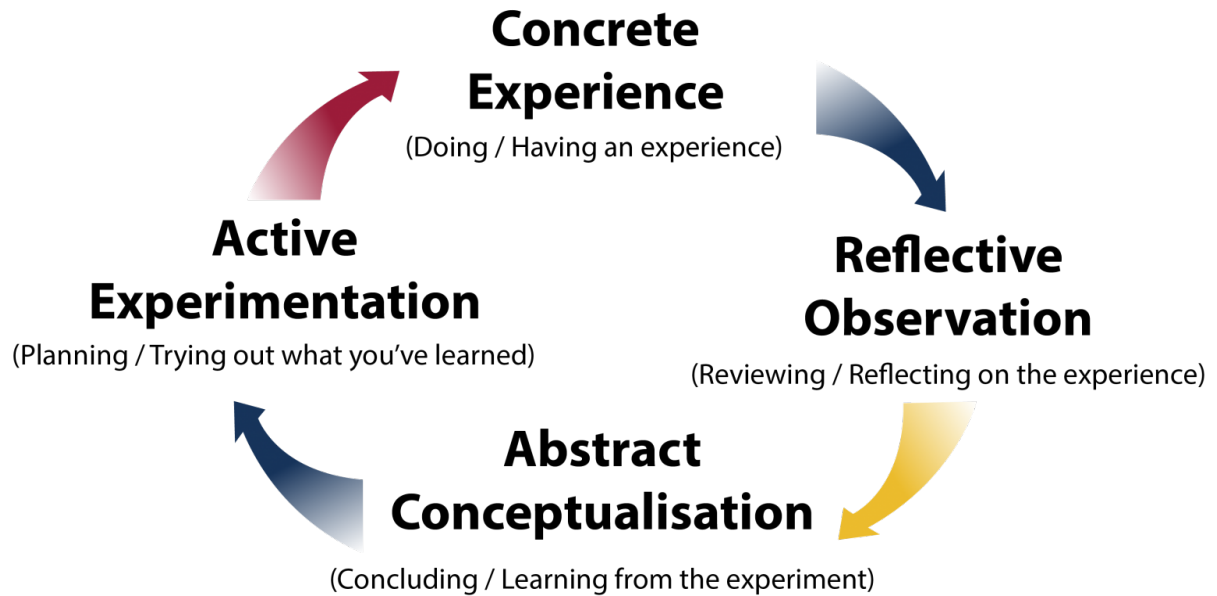 Concrete
Experience
(Doing / Having an experience)
Reflective
Observation
(Reviewing / Reflecting on the experience)
Abstract
Conceptualisation
(Concluding / Learning from the experiment)
Active
Experimentation
(Planning / Trying out what you’ve learned)